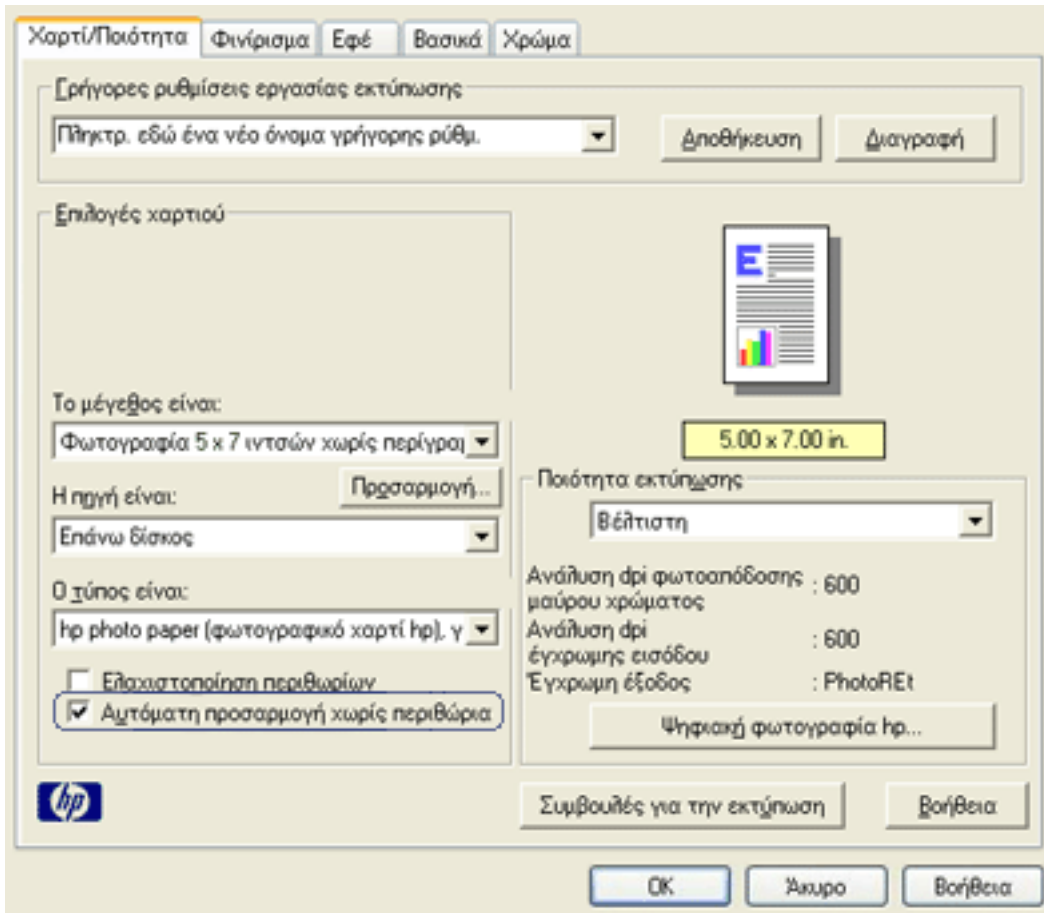 Χαρτί/Ποιότητα Φινίρισμα Εφέ Βασικά Χρώμα
Γρήγορες ρυθμίσεις εργασίας εκτύπωσης
Πληκτρ. εδώ ένα νέο όνομα γρήγορης ρύθμ. Αποθήκευση Διαγραφή
Επιλογές χαρτιού
E
Το μέγεθος είναι:
Φωτογραφία 5 x 7 ιντσών χωρίς περίγραμ
5.00 x 7.00 in.
Η πηγή είναι: Προσαρμογή...
Επάνω δίσκος
Ο τύπος είναι:
hp photo paper (φωτογραφικό χαρτί hp), γ
Ελαχιστοποίηση περιθωρίων
Αυτόματη προσαρμογή χωρίς περιθώρια
Ποιότητα εκτύπωσης
Βέλτιστη
Ανάλυση dpi φωτοαπόδοσης : 600
μαύρου χρώματος
Ανάλυση dpi
έγχρωμης εισόδου : 600
Έγχρωμη έξοδος : PhotoREt
Ψηφιακή φωτογραφία hp...
hp
Συμβουλές για την εκτύπωση Βοήθεια
OK Άκυρο Βοήθεια